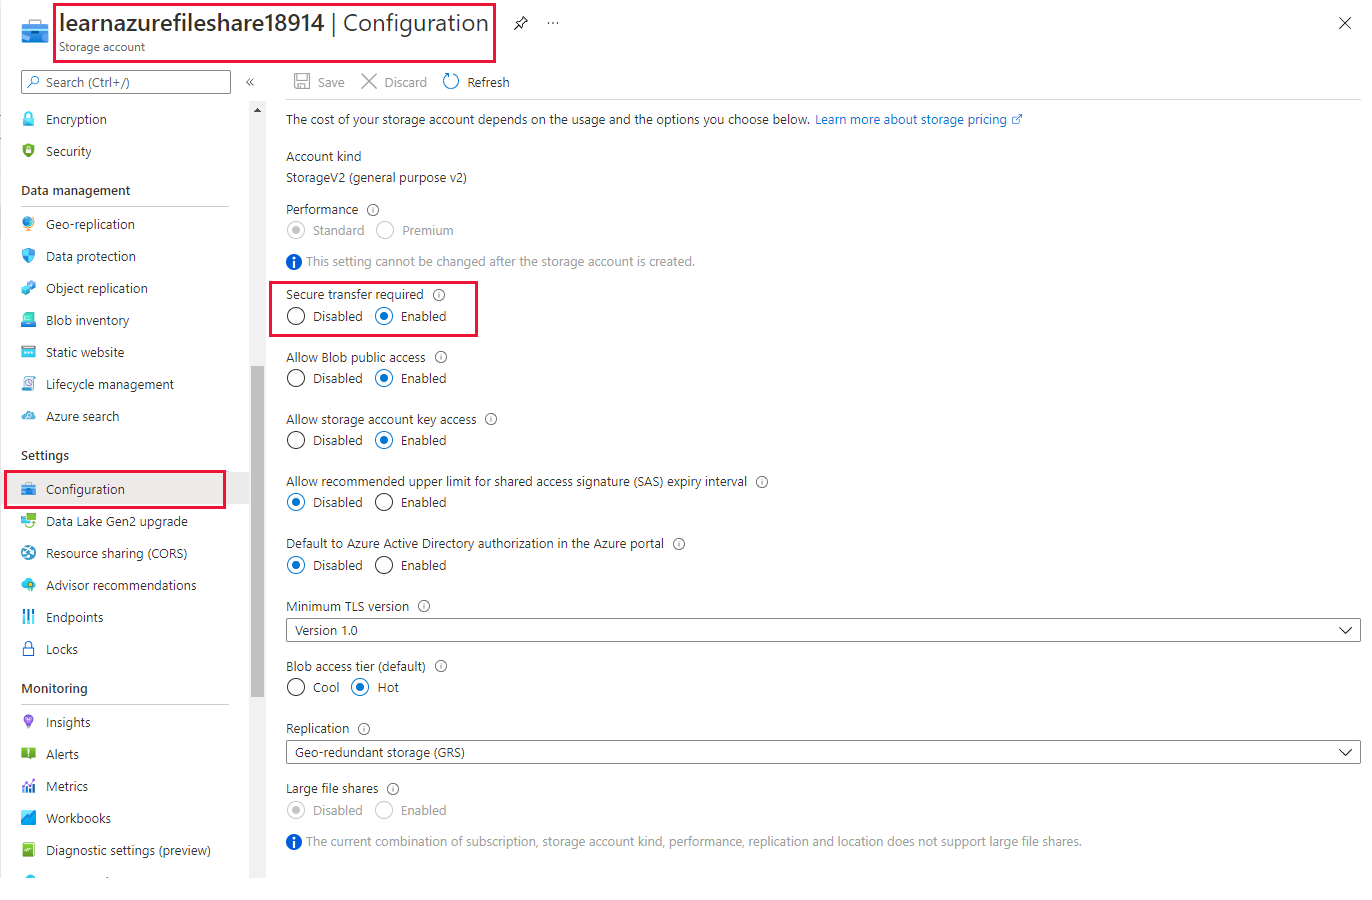 learnazurefileshare18914 | Configuration
Storage account
Search (Ctrl+/)
«
Save
Discard
Refresh
Encryption
Security
Data management
Geo-replication
Data protection
Object replication
Blob inventory
Static website
Lifecycle management
Azure search
Settings
Configuration
Data Lake Gen2 upgrade
Resource sharing (CORS)
Advisor recommendations
Endpoints
Locks
Monitoring
Insights
Alerts
Metrics
Workbooks
Diagnostic settings (preview)
The cost of your storage account depends on the usage and the options you choose below. Learn more about storage pricing
Account kind
StorageV2 (general purpose v2)
Performance
Standard Premium
This setting cannot be changed after the storage account is created.
Secure transfer required
Disabled Enabled
Allow Blob public access
Disabled Enabled
Allow storage account key access
Disabled Enabled
Allow recommended upper limit for shared access signature (SAS) expiry interval
Disabled Enabled
Default to Azure Active Directory authorization in the Azure portal
Disabled Enabled
Minimum TLS version
Version 1.0
Blob access tier (default)
Cool Hot
Replication
Geo-redundant storage (GRS)
Large file shares
Disabled Enabled
The current combination of subscription, storage account kind, performance, replication and location does not support large file shares.